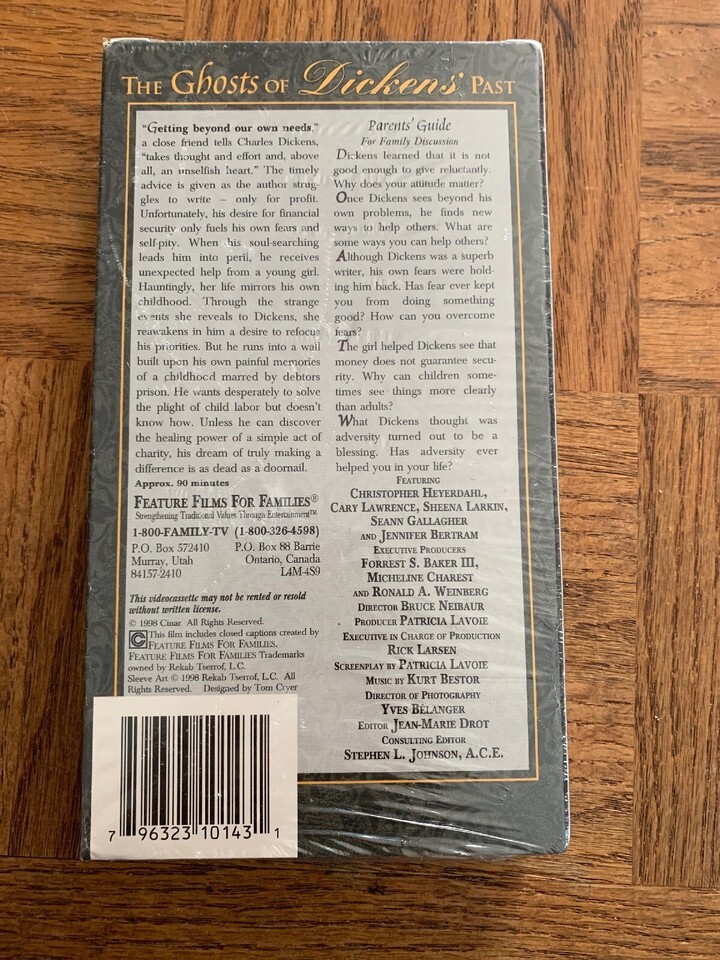 THE Ghosts OF Dickens' PAST
"Getting beyond our own needs,"
a close friend tells Charles Dickens,
"takes thought and effort and, above
all, an unselfish heart." The timely
advice is given as the author strug-
gles to write – only for profit.
Unfortunately, his desire for financial
security only fuels his own fears and
self-pity. When this soul-searching
leads him into peril, he receives
unexpected help from a young girl.
Hauntingly, her life mirrors his own
childhood. Through the strange
events she reveals to Dickens, she
reawakens in him a desire to refocus
his priorities. But he runs into a wall
built upon his own painful memories
of a childhood marred by debtors
prison. He wants desperately to solve
the plight of child labor but doesn't
know how. Unless he can discover
the healing power of a simple act of
charity, his dream of truly making a
difference is as dead as a doornail.
Approx. 90 minutes
FEATURE FILMS FOR FAMILIES®
Strengthening Traditional Values Through Entertainment™
1-800-FAMILY-TV (1-800-326-4598)
P.O. Box 572410
Murray, Utah
84157-2410
P.O. Box 88 Barrie
Ontario, Canada
L4M-4S9
This videocassette may not be rented or resold
without written license.
© 1998 Cinar. All Rights Reserved.
This film includes closed captions created by
FEATURE FILMS FOR FAMILIES.
FEATURE FILMS FOR FAMILIES Trademarks
owned by Rekab Tserrof, L.C.
Sleeve Art © 1998 Rekab Tserrof, L.C. All
Rights Reserved. Designed by Tom Cryer
Parents' Guide
For Family Discussion
Dickens learned that it is not
good enough to give reluctantly.
Why does your attitude matter?
Once Dickens sees beyond his
own problems, he finds new
ways to help others. What are
some ways you can help others?
Although Dickens was a superb
writer, his own fears were hold-
ing him back. Has fear ever kept
you from doing something
good? How can you overcome
fears?
The girl helped Dickens see that
money does not guarantee secu-
rity. Why can children some-
times see things more clearly
than adults?
What Dickens thought was
adversity turned out to be a
blessing. Has adversity ever
helped you in your life?
FEATURING
CHRISTOPHER HEYERDAHL,
CARY LAWRENCE, SHEENA LARKIN,
SEANN GALLAGHER
AND JENNIFER BERTRAM
EXECUTIVE PRODUCERS
FORREST S. BAKER III,
MICHELINE CHAREST
AND RONALD A. WEINBERG
DIRECTOR BRUCE NEIBAUR
PRODUCER PATRICIA LAVOIE
EXECUTIVE IN CHARGE OF PRODUCTION
RICK LARSEN
SCREENPLAY BY PATRICIA LAVOIE
MUSIC BY KURT BESTOR
DIRECTOR OF PHOTOGRAPHY
YVES BÉLANGER
EDITOR JEAN-MARIE DROT
CONSULTING EDITOR
STEPHEN L. JOHNSON, A.C.E.
7 96323 10143 1